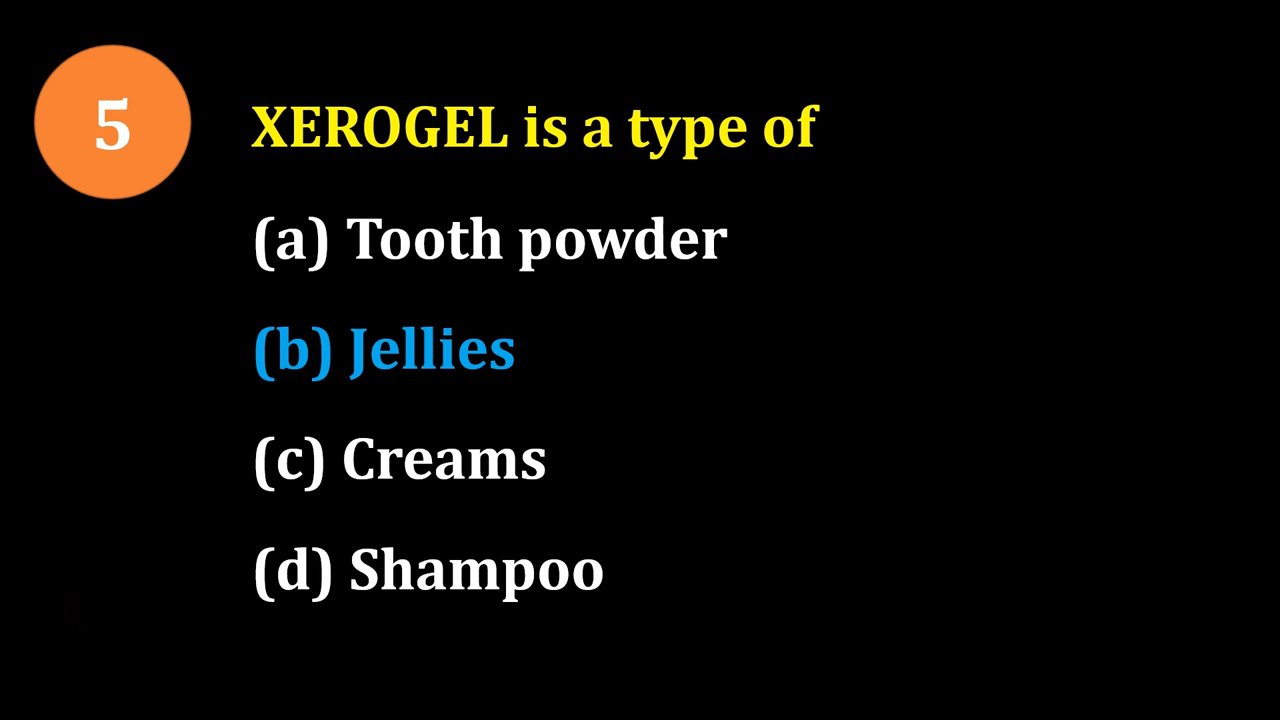 5
XEROGEL is a type of
(a) Tooth powder
(b) Jellies
(c) Creams
(d) Shampoo